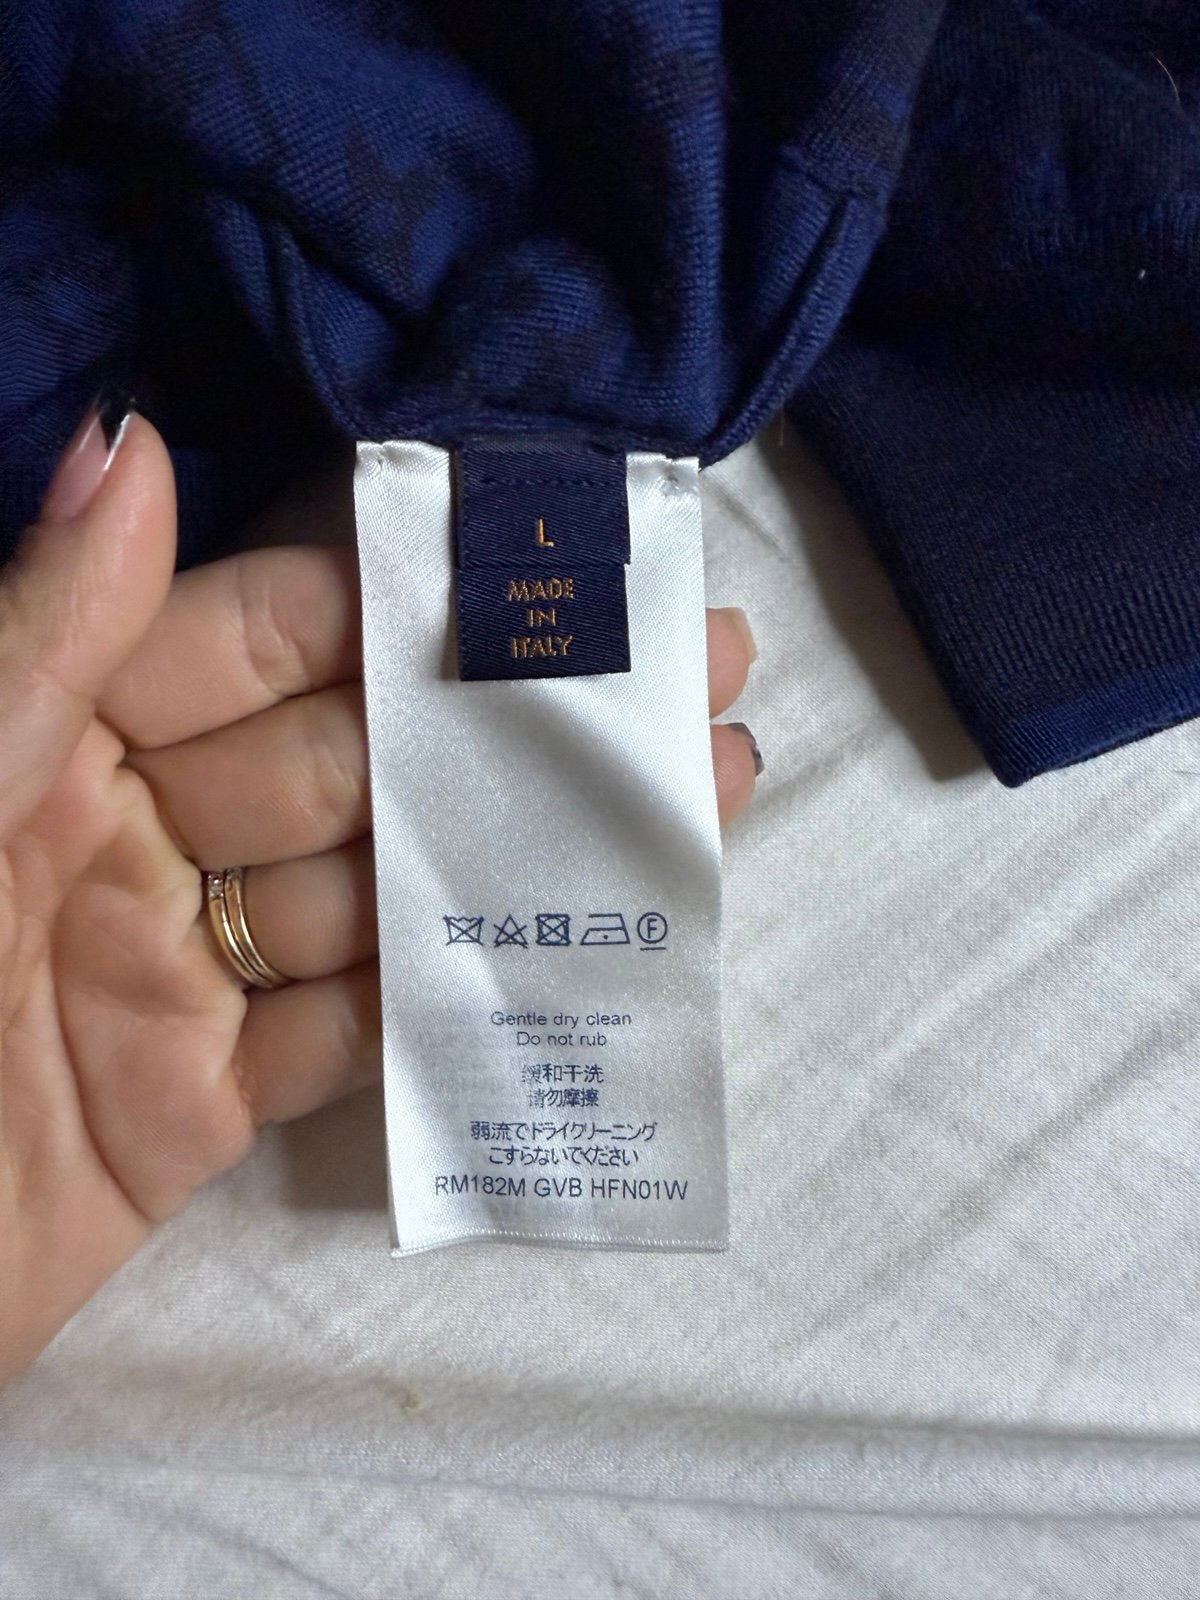 L
MADE
IN
ITALY
F
Gentle dry clean
Do not rub
缓和干洗
请勿摩擦
弱流でドライクリーニング
こすらないでください
RM182M GVB HFN01W